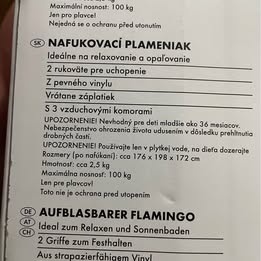 Maximální nosnost: 100 kg
Jen pro plavce!
Nejedná se o ochranu před utonutím
SK NAFUKOVACÍ PLAMENIAK
Ideálne na relaxovanie a opaľovanie
2 rukoväte pre uchopenie
Z pevného vinylu
Vrátane záplatiek
S 3 vzduchovými komorami
UPOZORNENIE! Nevhodný pre deti mladšie ako 36 mesiacov.
Nebezpečenstvo ohrozenia života udusením v dôsledku prehltnutia
drobných častí.
UPOZORNENIE! Použitie len v plytkej vode, na dieťa dozerajte
Rozmery (po nafúkaní): cca 176 x 198 x 172 cm
Hmotnosť: cca 2,5 kg
Maximálna nosnosť: 100 kg
Len pre plavcov!
Toto nie je ochrana pred utopením
DE AUFBLASBARER FLAMINGO
AT Ideal zum Relaxen und Sonnenbaden
CH 2 Griffe zum Festhalten
Aus strapazierfähigem Vinyl